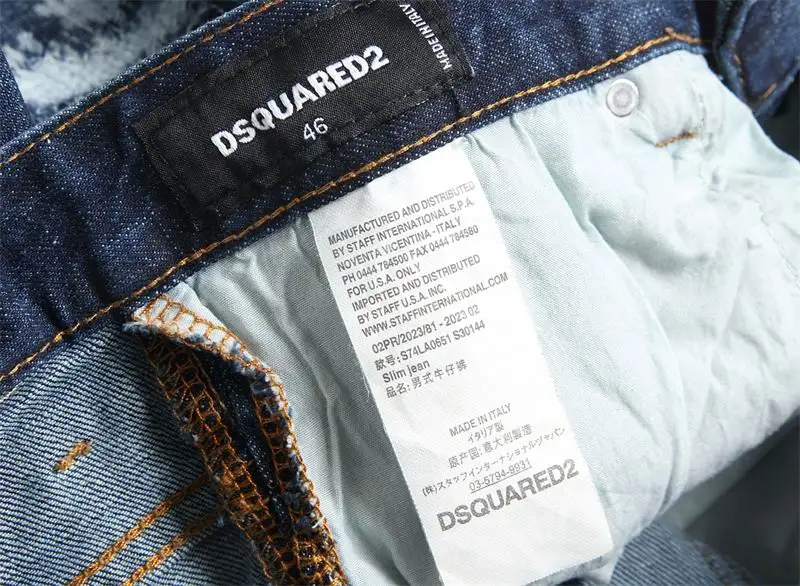 DSQUARED2
46
MADE IN ITALY
MANUFACTURED AND DISTRIBUTED
BY STAFF INTERNATIONAL S.P.A.
NOVENTA VICENTINA - ITALY
PH 0444 784500 FAX 0444 784580
FOR U.S.A. ONLY
IMPORTED AND DISTRIBUTED
BY STAFF U.S.A. INC.
WWW.STAFFINTERNATIONAL.COM
02PR/2023/81 - 2023 02
款号: S74LA0651 S30144
Slim jean
品名: 男式牛仔裤
MADE IN ITALY
イタリア製
原产国: 意大利製造
(株)スタッフインターナショナルジャパン
03-5794-9931
DSQUARED2